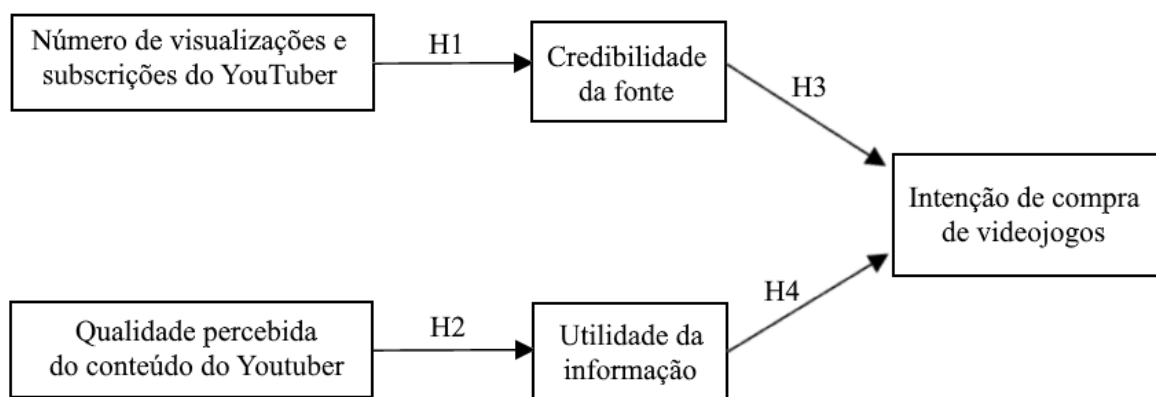 Número de visualizações e
subscrições do YouTuber
H1
Credibilidade
da fonte
H3
Intenção de compra
de videojogos
Qualidade percebida
do conteúdo do Youtuber
H2
Utilidade da
informação
H4